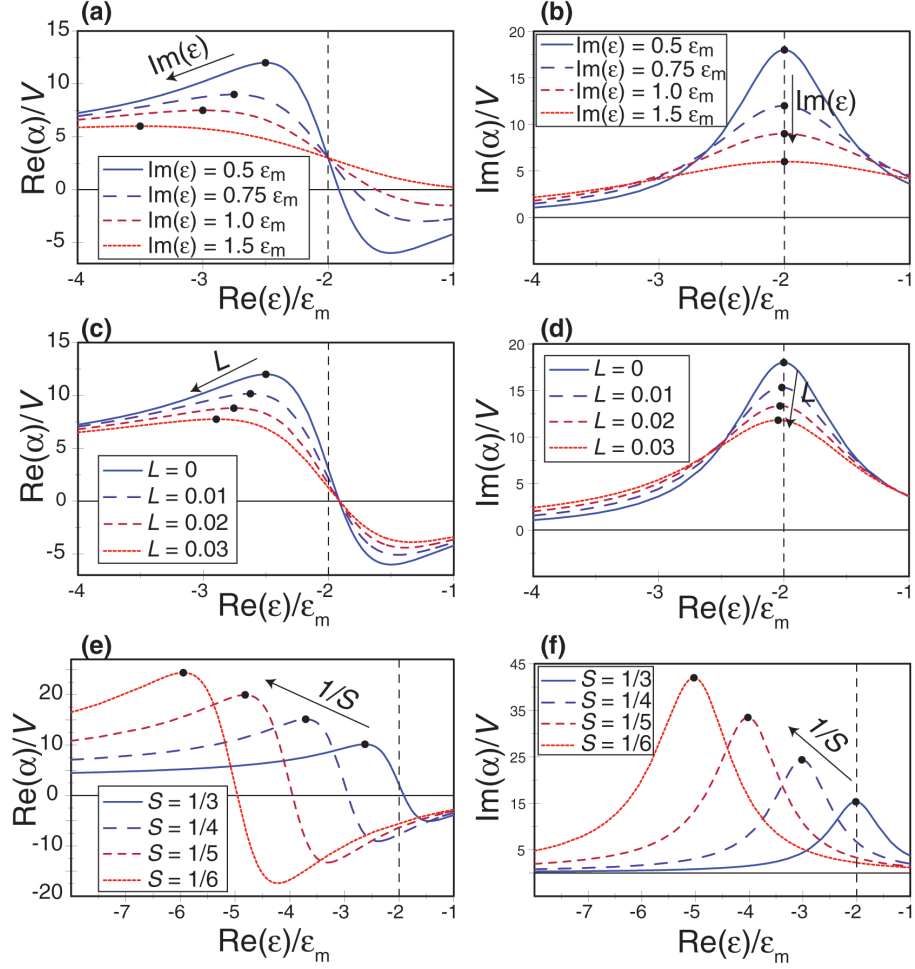 (a)
15
10
5
0
-5
Re(α)/V
Im(ε)
Im(ε) = 0.5 εm
Im(ε) = 0.75 εm
Im(ε) = 1.0 εm
Im(ε) = 1.5 εm
-4 -3 -2 -1
Re(ε)/εm
(b)
20
15
10
5
0
Im(α)/V
Im(ε) = 0.5 εm
Im(ε) = 0.75 εm
Im(ε) = 1.0 εm
Im(ε) = 1.5 εm
Im(ε)
-4 -3 -2 -1
Re(ε)/εm
(c)
15
10
5
0
-5
Re(α)/V
L
L = 0
L = 0.01
L = 0.02
L = 0.03
-4 -3 -2 -1
Re(ε)/εm
(d)
20
15
10
5
0
Im(α)/V
L = 0
L = 0.01
L = 0.02
L = 0.03
L
-4 -3 -2 -1
Re(ε)/εm
(e)
20
10
0
-10
-20
Re(α)/V
1/S
S = 1/3
S = 1/4
S = 1/5
S = 1/6
-7 -6 -5 -4 -3 -2 -1
Re(ε)/εm
(f)
45
35
25
15
5
Im(α)/V
S = 1/3
S = 1/4
S = 1/5
S = 1/6
1/S
-7 -6 -5 -4 -3 -2 -1
Re(ε)/εm